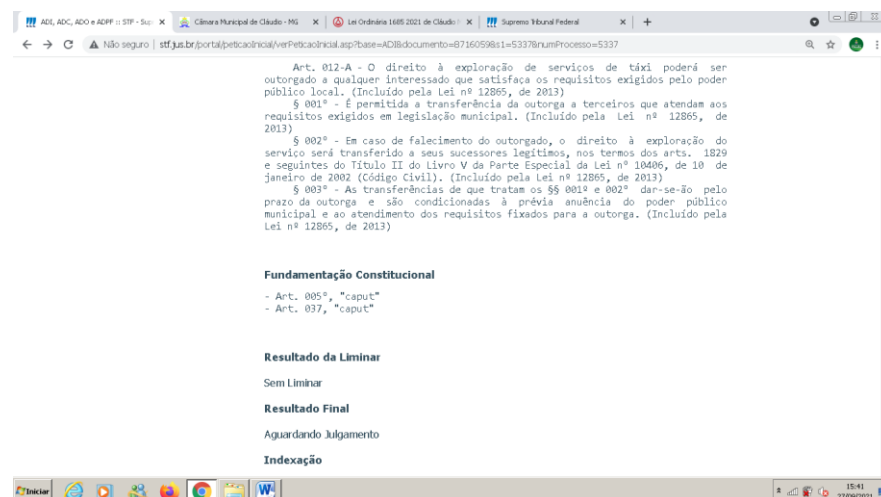 ADI, ADC, ADO e ADPF :: STF - Sup
Câmara Municipal de Cláudio - MG
Lei Ordinária 1685 2021 de Cláudio
Supremo Tribunal Federal
Não seguro | stf.jus.br/portal/peticaoInicial/verPeticaoInicial.asp?base=ADI&documento=8716059&s1=5337&numProcesso=5337
Art. 012-A - O direito à exploração de serviços de táxi poderá ser
outorgado a qualquer interessado que satisfaça os requisitos exigidos pelo poder
público local. (Incluído pela Lei nº 12865, de 2013)
§ 001º - É permitida a transferência da outorga a terceiros que atendam aos
requisitos exigidos em legislação municipal. (Incluído pela Lei nº 12865, de
2013)
§ 002º - Em caso de falecimento do outorgado, o direito à exploração do
serviço será transferido a seus sucessores legítimos, nos termos dos arts. 1829
e seguintes do Título II do Livro V da Parte Especial da Lei nº 10406, de 10 de
janeiro de 2002 (Código Civil). (Incluído pela Lei nº 12865, de 2013)
§ 003º - As transferências de que tratam os §§ 001º e 002º dar-se-ão pelo
prazo da outorga e são condicionadas à prévia anuência do poder público
municipal e ao atendimento dos requisitos fixados para a outorga. (Incluído pela
Lei nº 12865, de 2013)
Fundamentação Constitucional
- Art. 005º, "caput"
- Art. 037, "caput"
Resultado da Liminar
Sem Liminar
Resultado Final
Aguardando Julgamento
Indexação
Iniciar
15:41
27/09/2021